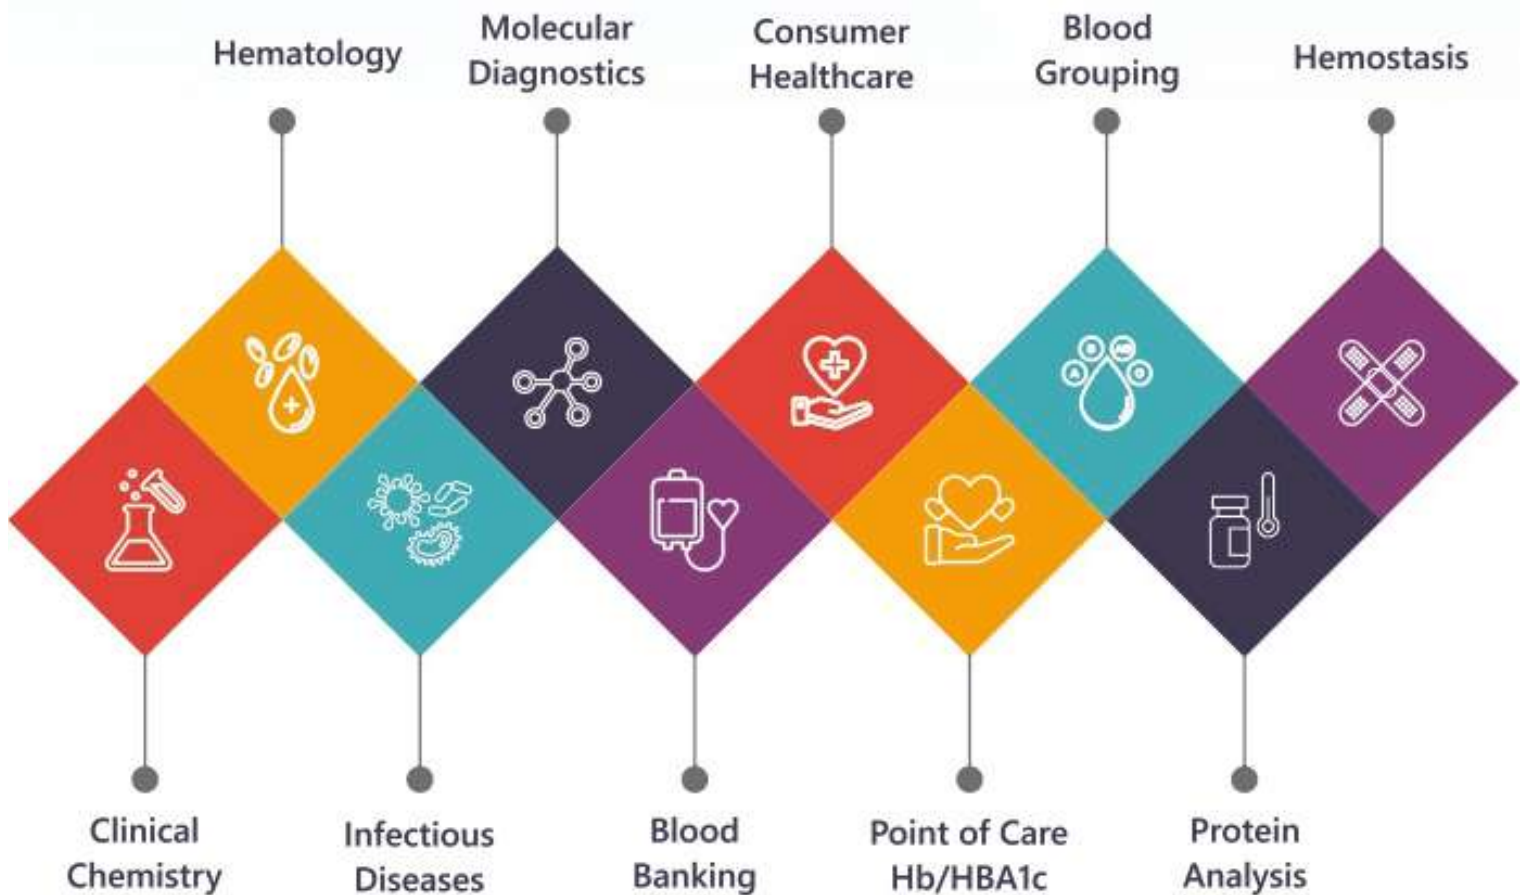 Hematology
Molecular
Diagnostics
Consumer
Healthcare
Blood
Grouping
Hemostasis
A
B
AB
O
Clinical
Chemistry
Infectious
Diseases
Blood
Banking
Point of Care
Hb/HBA1c
Protein
Analysis